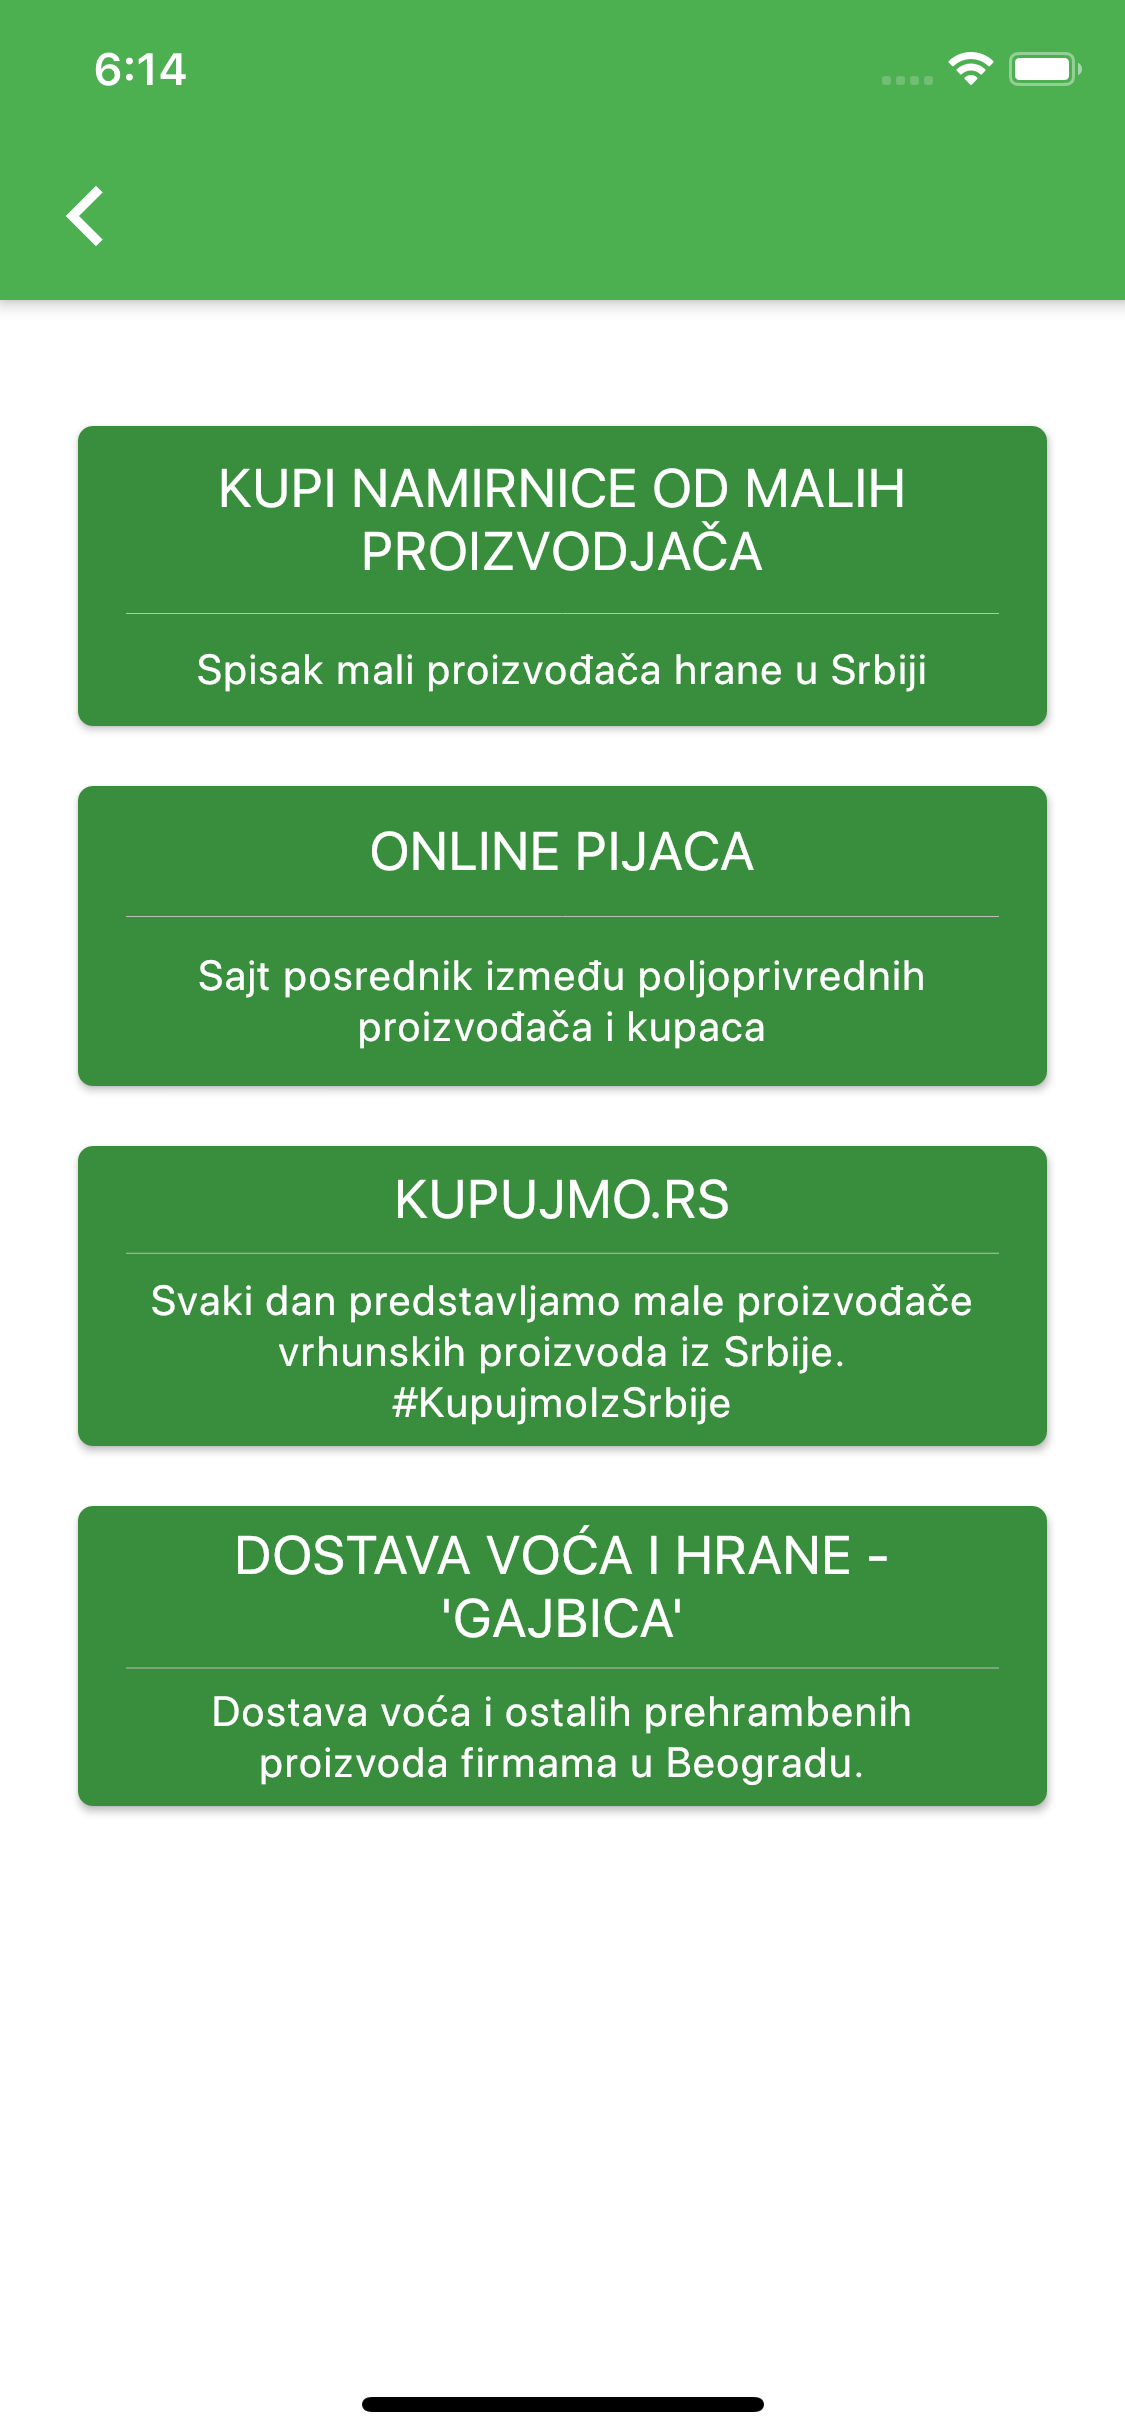 6:14
KUPI NAMIRNICE OD MALIH
PROIZVODJAČA
Spisak mali proizvođača hrane u Srbiji
ONLINE PIJACA
Sajt posrednik između poljoprivrednih
proizvođača i kupaca
KUPUJMO.RS
Svaki dan predstavljamo male proizvođače
vrhunskih proizvoda iz Srbije.
#KupujmoIzSrbije
DOSTAVA VOĆA I HRANE -
'GAJBICA'
Dostava voća i ostalih prehrambenih
proizvoda firmama u Beogradu.